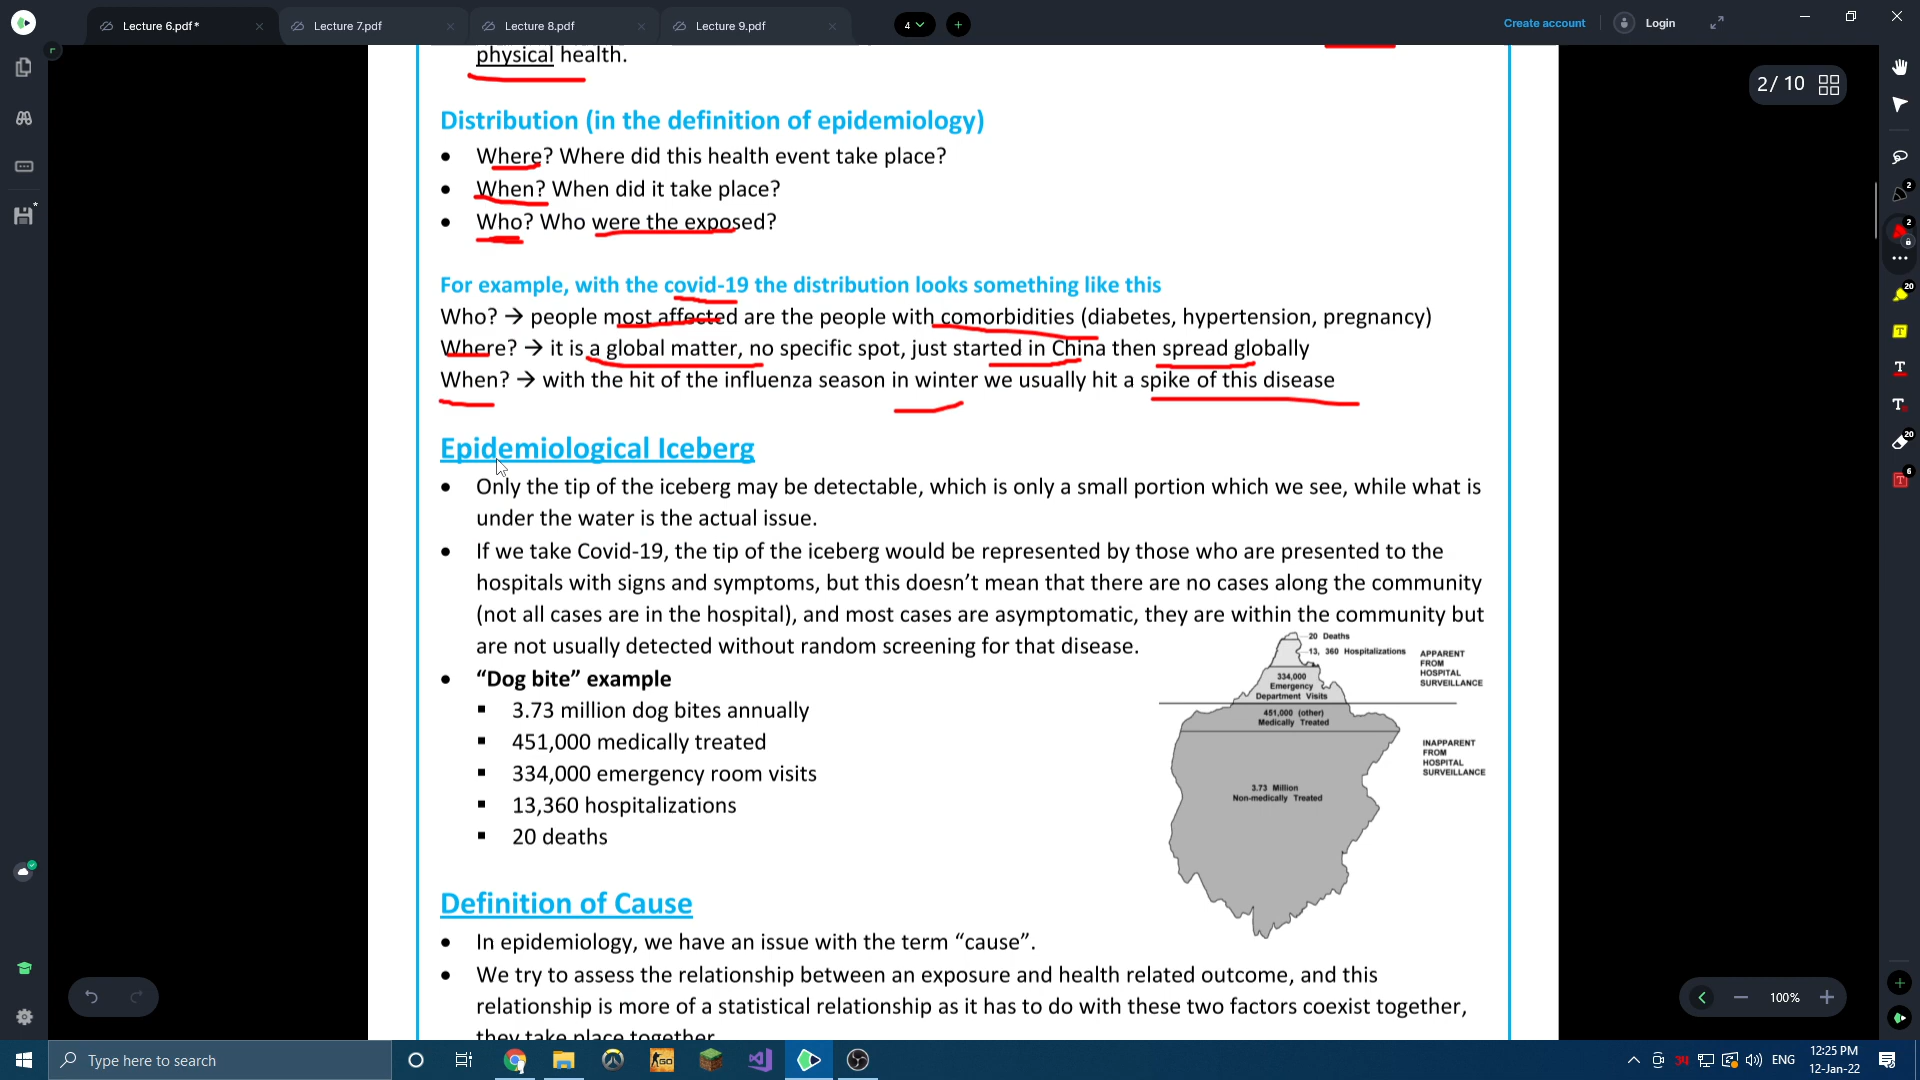 Lecture 6.pdf*
Lecture 7.pdf
Lecture 8.pdf
Lecture 9.pdf
4
Create account
Login
2/ 10
physical health.
Distribution (in the definition of epidemiology)
• Where? Where did this health event take place?
• When? When did it take place?
• Who? Who were the exposed?
For example, with the covid-19 the distribution looks something like this
Who? → people most affected are the people with comorbidities (diabetes, hypertension, pregnancy)
Where? → it is a global matter, no specific spot, just started in China then spread globally
When? → with the hit of the influenza season in winter we usually hit a spike of this disease
Epidemiological Iceberg
• Only the tip of the iceberg may be detectable, which is only a small portion which we see, while what is
under the water is the actual issue.
• If we take Covid-19, the tip of the iceberg would be represented by those who are presented to the
hospitals with signs and symptoms, but this doesn't mean that there are no cases along the community
(not all cases are in the hospital), and most cases are asymptomatic, they are within the community but
are not usually detected without random screening for that disease.
• “Dog bite” example
▪ 3.73 million dog bites annually
▪ 451,000 medically treated
▪ 334,000 emergency room visits
▪ 13,360 hospitalizations
▪ 20 deaths
20 Deaths
13, 360 Hospitalizations
334,000
Emergency
Department Visits
451,000 (other)
Medically Treated
3.73 Million
Non-medically Treated
APPARENT
FROM
HOSPITAL
SURVEILLANCE
INAPPARENT
FROM
HOSPITAL
SURVEILLANCE
Definition of Cause
• In epidemiology, we have an issue with the term “cause”.
• We try to assess the relationship between an exposure and health related outcome, and this
relationship is more of a statistical relationship as it has to do with these two factors coexist together,
they take place together
2
2
20
T
T
T
20
6
T
100%
Type here to search
GO
34
ENG
12:25 PM
12-Jan-22